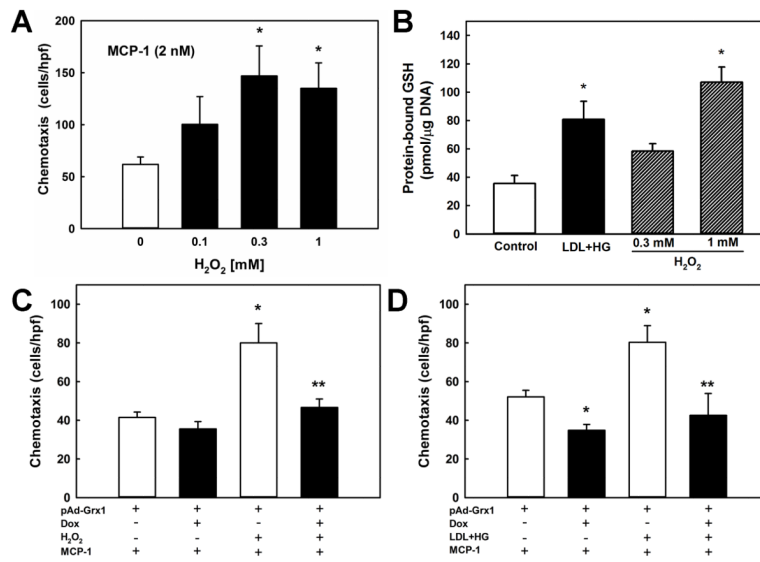 A
MCP-1 (2 nM)
Chemotaxis (cells/hpf)
200
150
100
50
0
*
*
0 0.1 0.3 1
H₂O₂ [mM]
B
Protein-bound GSH
(pmol/µg DNA)
140
120
100
80
60
40
20
0
*
*
Control LDL+HG 0.3 mM 1 mM
H₂O₂
C
Chemotaxis (cells/hpf)
100
80
60
40
20
0
*
**
pAd-Grx1 + + + +
Dox - + - +
H₂O₂ - - + +
MCP-1 + + + +
D
Chemotaxis (cells/hpf)
100
80
60
40
20
0
*
*
**
pAd-Grx1 + + + +
Dox - + - +
LDL+HG - - + +
MCP-1 + + + +